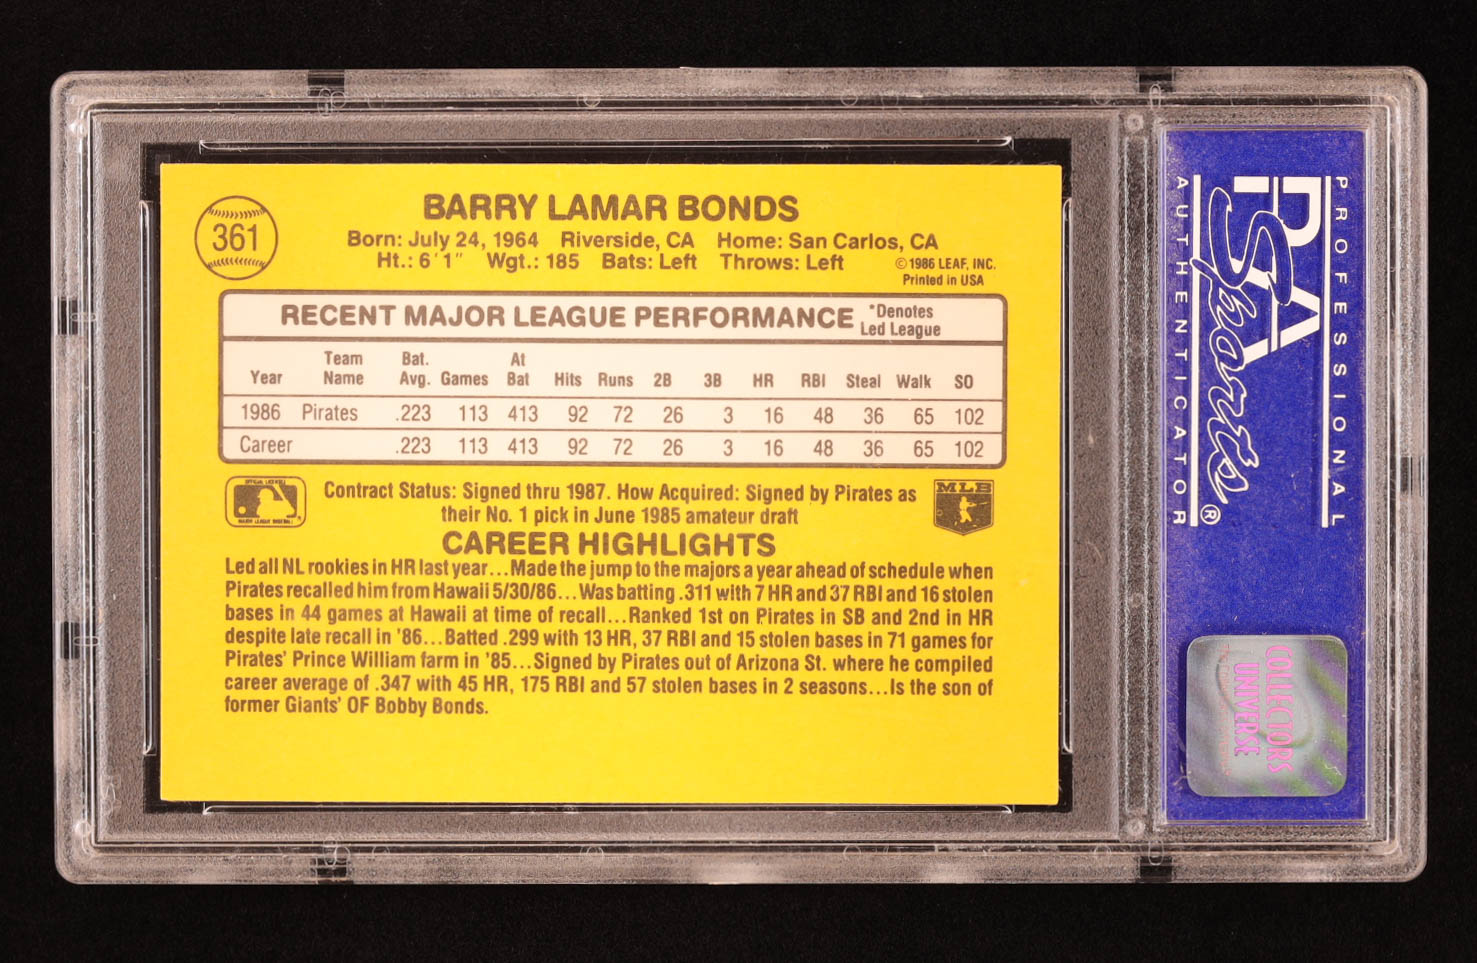 361
BARRY LAMAR BONDS
Born: July 24, 1964 Riverside, CA Home: San Carlos, CA
Ht.: 6'1" Wgt.: 185 Bats: Left Throws: Left
©1986 LEAF, INC.
Printed in USA
RECENT MAJOR LEAGUE PERFORMANCE
*Denotes
Led League
Year Team Name Bat. Avg. Games At Bat Hits Runs 2B 3B HR RBI Steal Walk SO
1986 Pirates .223 113 413 92 72 26 3 16 48 36 65 102
Career .223 113 413 92 72 26 3 16 48 36 65 102
Contract Status: Signed thru 1987. How Acquired: Signed by Pirates as
their No. 1 pick in June 1985 amateur draft
MLB
CAREER HIGHLIGHTS
Led all NL rookies in HR last year...Made the jump to the majors a year ahead of schedule when
Pirates recalled him from Hawaii 5/30/86...Was batting .311 with 7 HR and 37 RBI and 16 stolen
bases in 44 games at Hawaii at time of recall...Ranked 1st on Pirates in SB and 2nd in HR
despite late recall in '86...Batted .299 with 13 HR, 37 RBI and 15 stolen bases in 71 games for
Pirates' Prince William farm in '85...Signed by Pirates out of Arizona St. where he compiled
career average of .347 with 45 HR, 175 RBI and 57 stolen bases in 2 seasons...Is the son of
former Giants' OF Bobby Bonds.
PROFESSIONAL
PSA
Sports®
AUTHENTICATOR
COLLECTORS
UNIVERSE